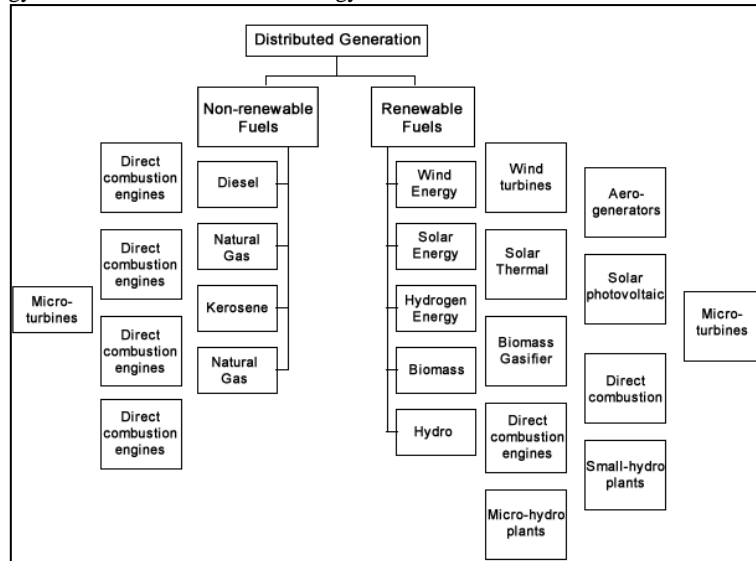 Distributed Generation
Non-renewable
Fuels
Renewable
Fuels
Direct
combustion
engines
Diesel
Wind
Energy
Wind
turbines
Aero-
generators
Direct
combustion
engines
Natural
Gas
Solar
Energy
Solar
Thermal
Solar
photovoltaic
Micro-
turbines
Kerosene
Hydrogen
Energy
Micro-
turbines
Direct
combustion
engines
Natural
Gas
Biomass
Biomass
Gasifier
Direct
combustion
Direct
combustion
engines
Hydro
Direct
combustion
engines
Small-hydro
plants
Micro-hydro
plants